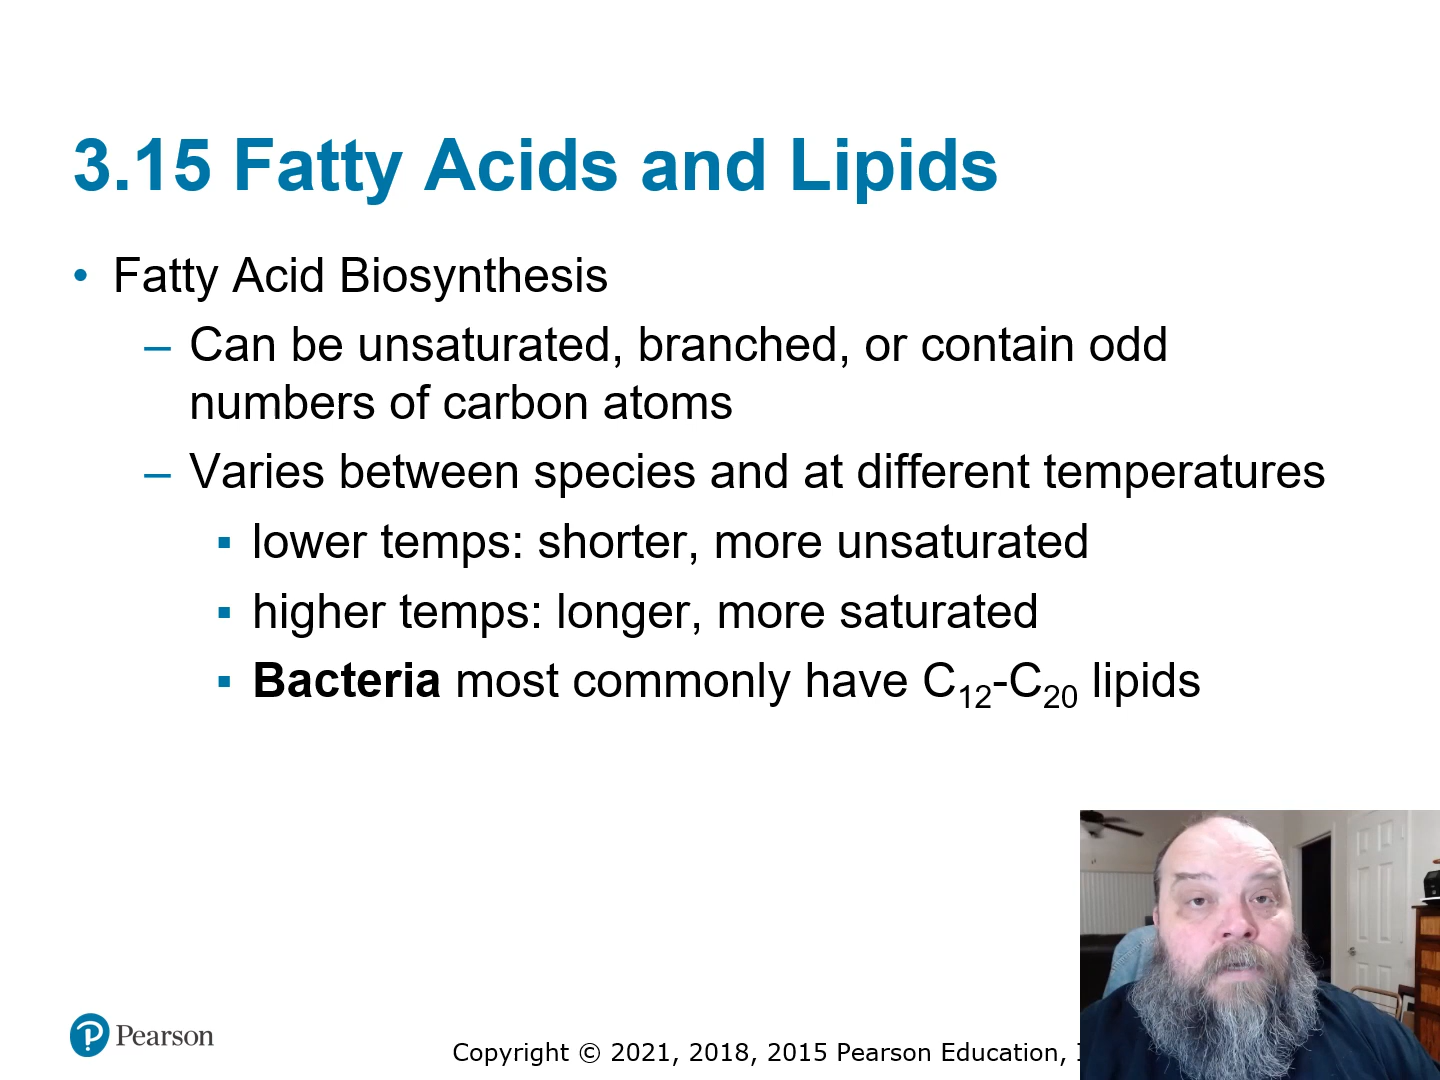 3.15 Fatty Acids and Lipids
• Fatty Acid Biosynthesis
– Can be unsaturated, branched, or contain odd
numbers of carbon atoms
– Varies between species and at different temperatures
▪ lower temps: shorter, more unsaturated
▪ higher temps: longer, more saturated
▪ Bacteria most commonly have C₁₂-C₂₀ lipids
Pearson
Copyright © 2021, 2018, 2015 Pearson Education,